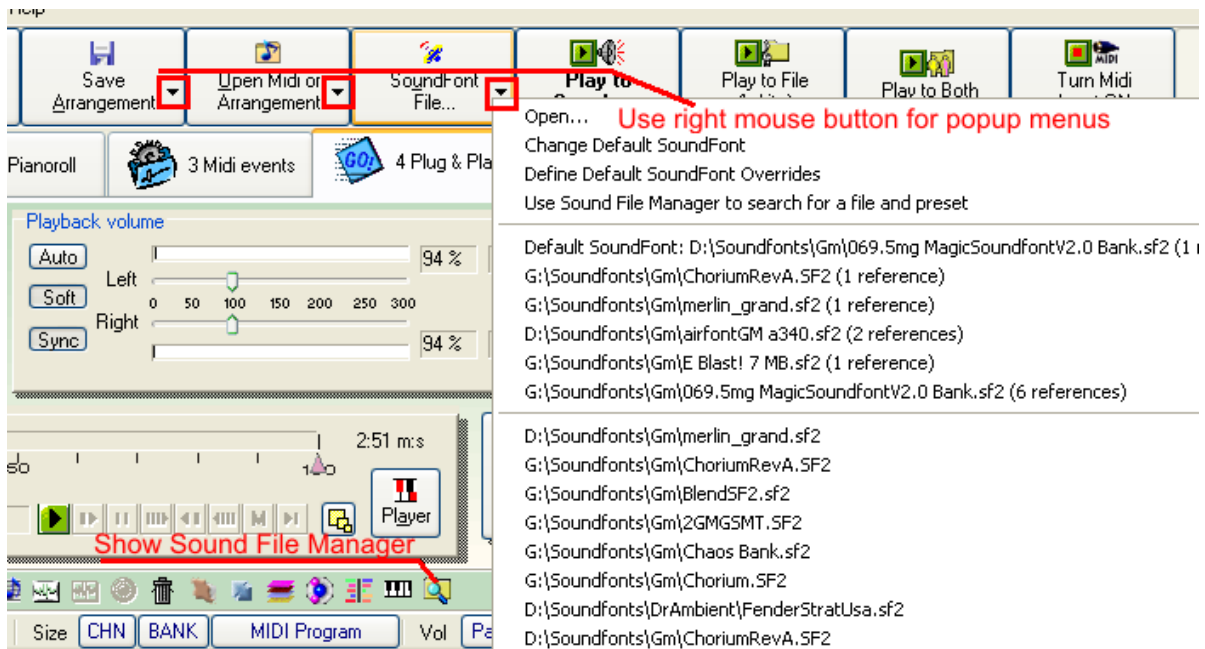 Help
Save
Arrangement
Open Midi or
Arrangement
SoundFont
File...
Play to
Play to File
Play to Both
Turn Midi
MIDI
Use right mouse button for popup menus
Open...
Change Default SoundFont
Define Default SoundFont Overrides
Use Sound File Manager to search for a file and preset
Pianoroll
3 Midi events
GO!
4 Plug & Pla
Playback volume
Auto
Soft
Sync
Left
Right
0 50 100 150 200 250 300
94 %
94 %
Default SoundFont: D:\Soundfonts\Gm\069.5mg MagicSoundfontV2.0 Bank.sf2 (1 r
G:\Soundfonts\Gm\ChoriumRevA.SF2 (1 reference)
G:\Soundfonts\Gm\merlin_grand.sf2 (1 reference)
D:\Soundfonts\Gm\airfontGM a340.sf2 (2 references)
G:\Soundfonts\Gm\E Blast! 7 MB.sf2 (1 reference)
G:\Soundfonts\Gm\069.5mg MagicSoundfontV2.0 Bank.sf2 (6 references)
D:\Soundfonts\Gm\merlin_grand.sf2
G:\Soundfonts\Gm\ChoriumRevA.SF2
G:\Soundfonts\Gm\BlendSF2.sf2
G:\Soundfonts\Gm\2GMGSMT.SF2
G:\Soundfonts\Gm\Chaos Bank.sf2
G:\Soundfonts\Gm\Chorium.SF2
D:\Soundfonts\DrAmbient\FenderStratUsa.sf2
D:\Soundfonts\Gm\ChoriumRevA.SF2
2:51 m:s
Player
M
Show Sound File Manager
Size
CHN
BANK
MIDI Program
Vol
Pa